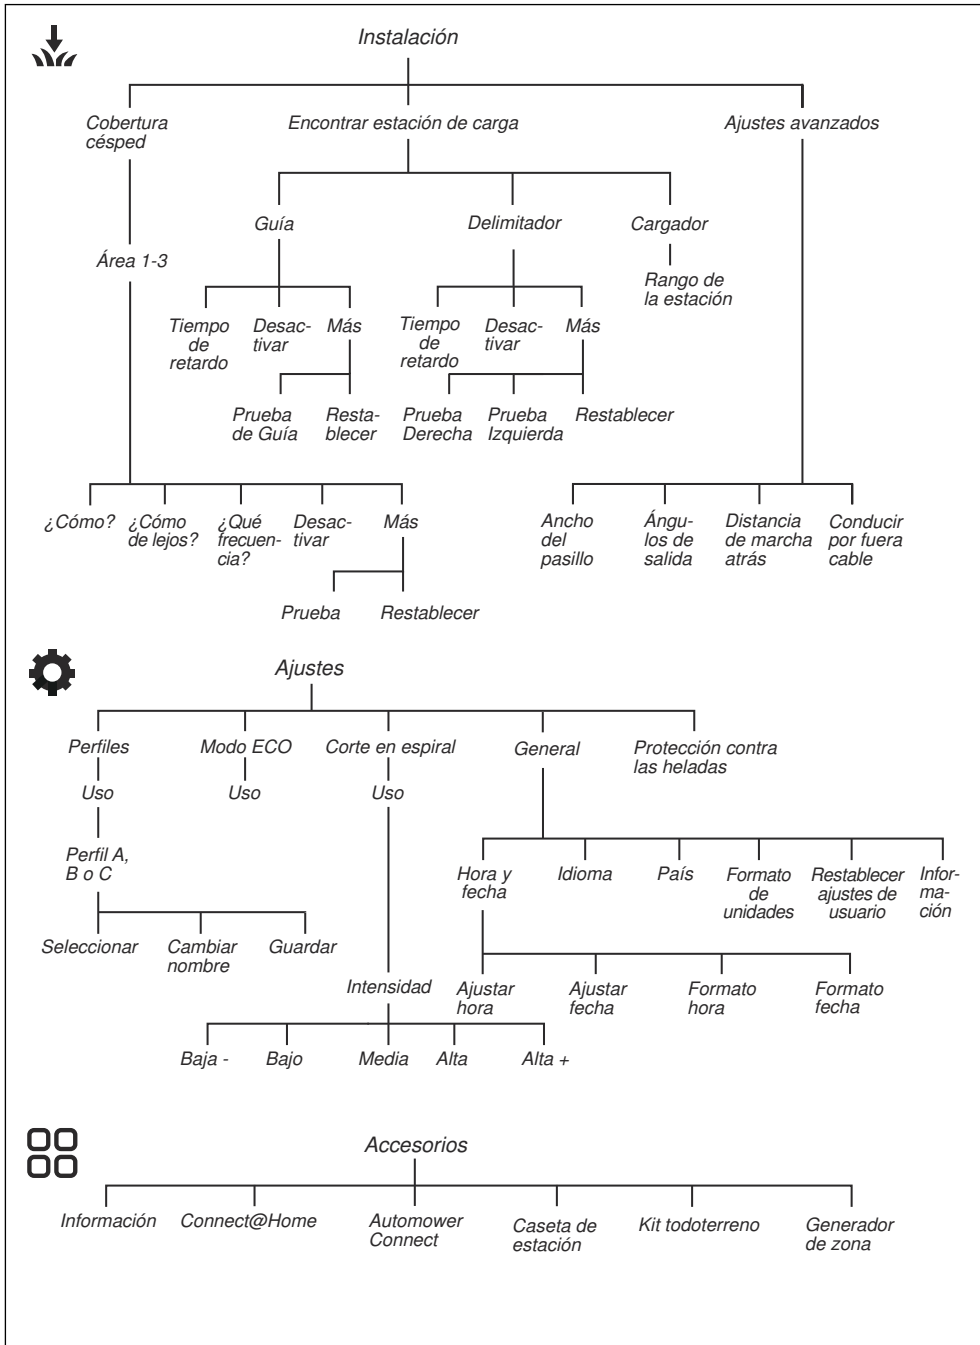 Instalación
Cobertura
césped
Encontrar estación de carga
Ajustes avanzados
Guía
Delimitador
Cargador
Área 1-3
Rango de
la estación
Tiempo
de
retardo
Desac-
tivar
Más
Tiempo
de
retardo
Desac-
tivar
Más
Prueba
de Guía
Resta-
blecer
Prueba
Derecha
Prueba
Izquierda
Restablecer
¿Cómo?
¿Cómo
de lejos?
¿Qué
frecuen-
cia?
Desac-
tivar
Más
Ancho
del
pasillo
Ángu-
los de
salida
Distancia
de marcha
atrás
Conducir
por fuera
cable
Prueba
Restablecer
Ajustes
Perfiles
Modo ECO
Corte en espiral
General
Protección contra
las heladas
Uso
Uso
Uso
Perfil A,
B o C
Hora y
fecha
Idioma
País
Formato
de
unidades
Restablecer
ajustes de
usuario
Infor-
ma-
ción
Seleccionar
Cambiar
nombre
Guardar
Intensidad
Ajustar
hora
Ajustar
fecha
Formato
hora
Formato
fecha
Baja -
Bajo
Media
Alta
Alta +
Accesorios
Información
Connect@Home
Automower
Connect
Caseta de
estación
Kit todoterreno
Generador
de zona